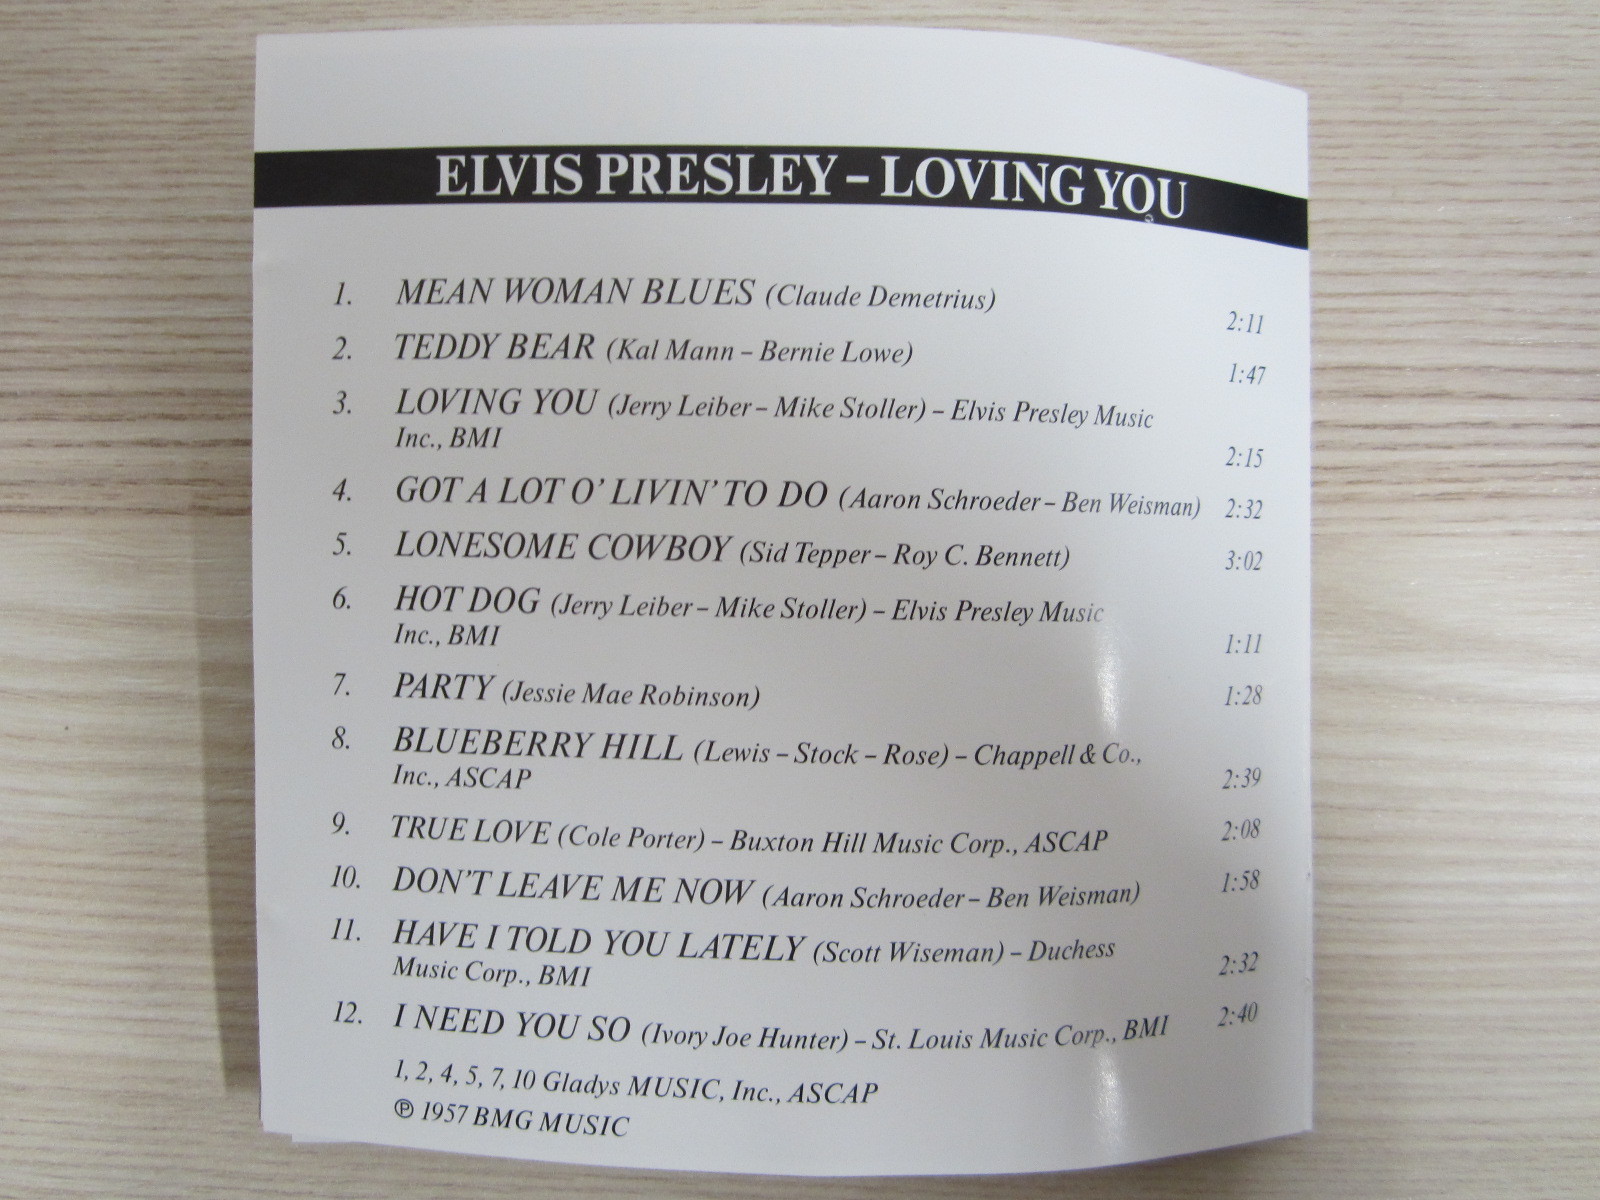 ELVIS PRESLEY – LOVING YOU
1. MEAN WOMAN BLUES (Claude Demetrius) 2:11
2. TEDDY BEAR (Kal Mann – Bernie Lowe) 1:47
3. LOVING YOU (Jerry Leiber – Mike Stoller) – Elvis Presley Music
Inc., BMI 2:15
4. GOT A LOT O' LIVIN' TO DO (Aaron Schroeder – Ben Weisman) 2:32
5. LONESOME COWBOY (Sid Tepper – Roy C. Bennett) 3:02
6. HOT DOG (Jerry Leiber – Mike Stoller) – Elvis Presley Music
Inc., BMI 1:11
7. PARTY (Jessie Mae Robinson) 1:28
8. BLUEBERRY HILL (Lewis – Stock – Rose) – Chappell & Co.,
Inc., ASCAP 2:39
9. TRUE LOVE (Cole Porter) – Buxton Hill Music Corp., ASCAP 2:08
10. DON'T LEAVE ME NOW (Aaron Schroeder – Ben Weisman) 1:58
11. HAVE I TOLD YOU LATELY (Scott Wiseman) – Duchess
Music Corp., BMI 2:32
12. I NEED YOU SO (Ivory Joe Hunter) – St. Louis Music Corp., BMI 2:40
1, 2, 4, 5, 7, 10 Gladys MUSIC, Inc., ASCAP
℗ 1957 BMG MUSIC